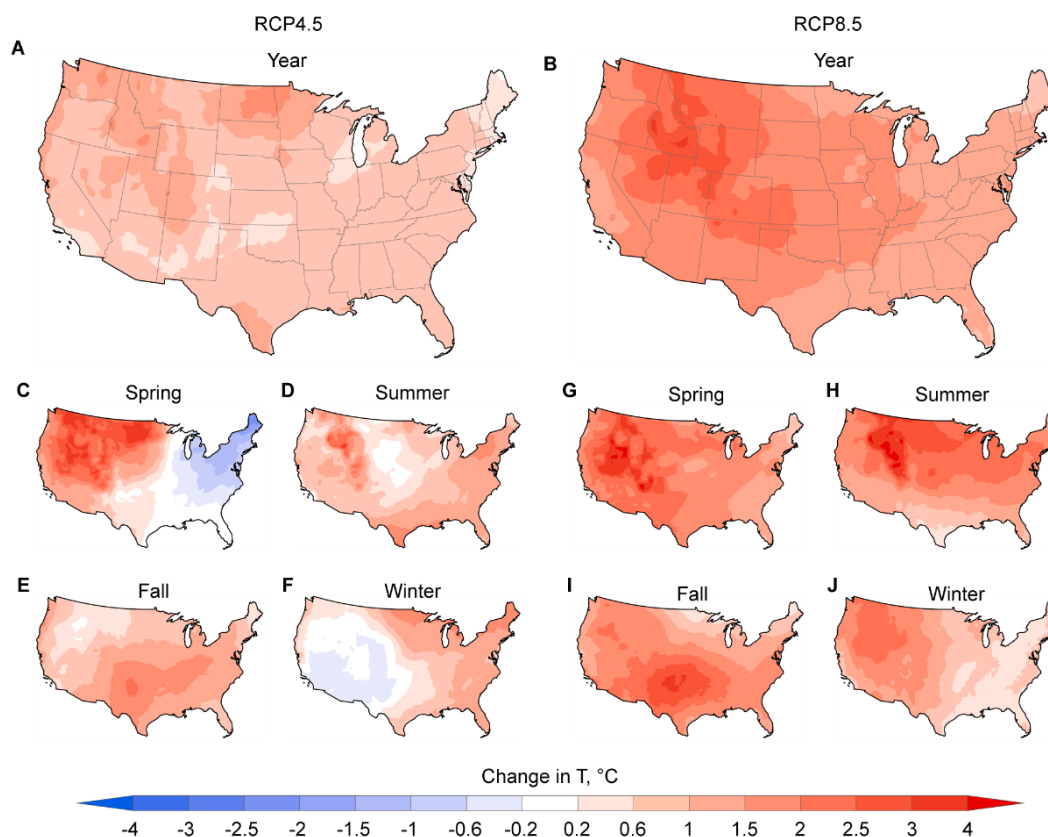 RCP4.5 RCP8.5
A Year B Year
C Spring D Summer G Spring H Summer
E Fall F Winter I Fall J Winter
Change in T, °C
-4 -3 -2.5 -2 -1.5 -1 -0.6 -0.2 0.2 0.6 1 1.5 2 2.5 3 4